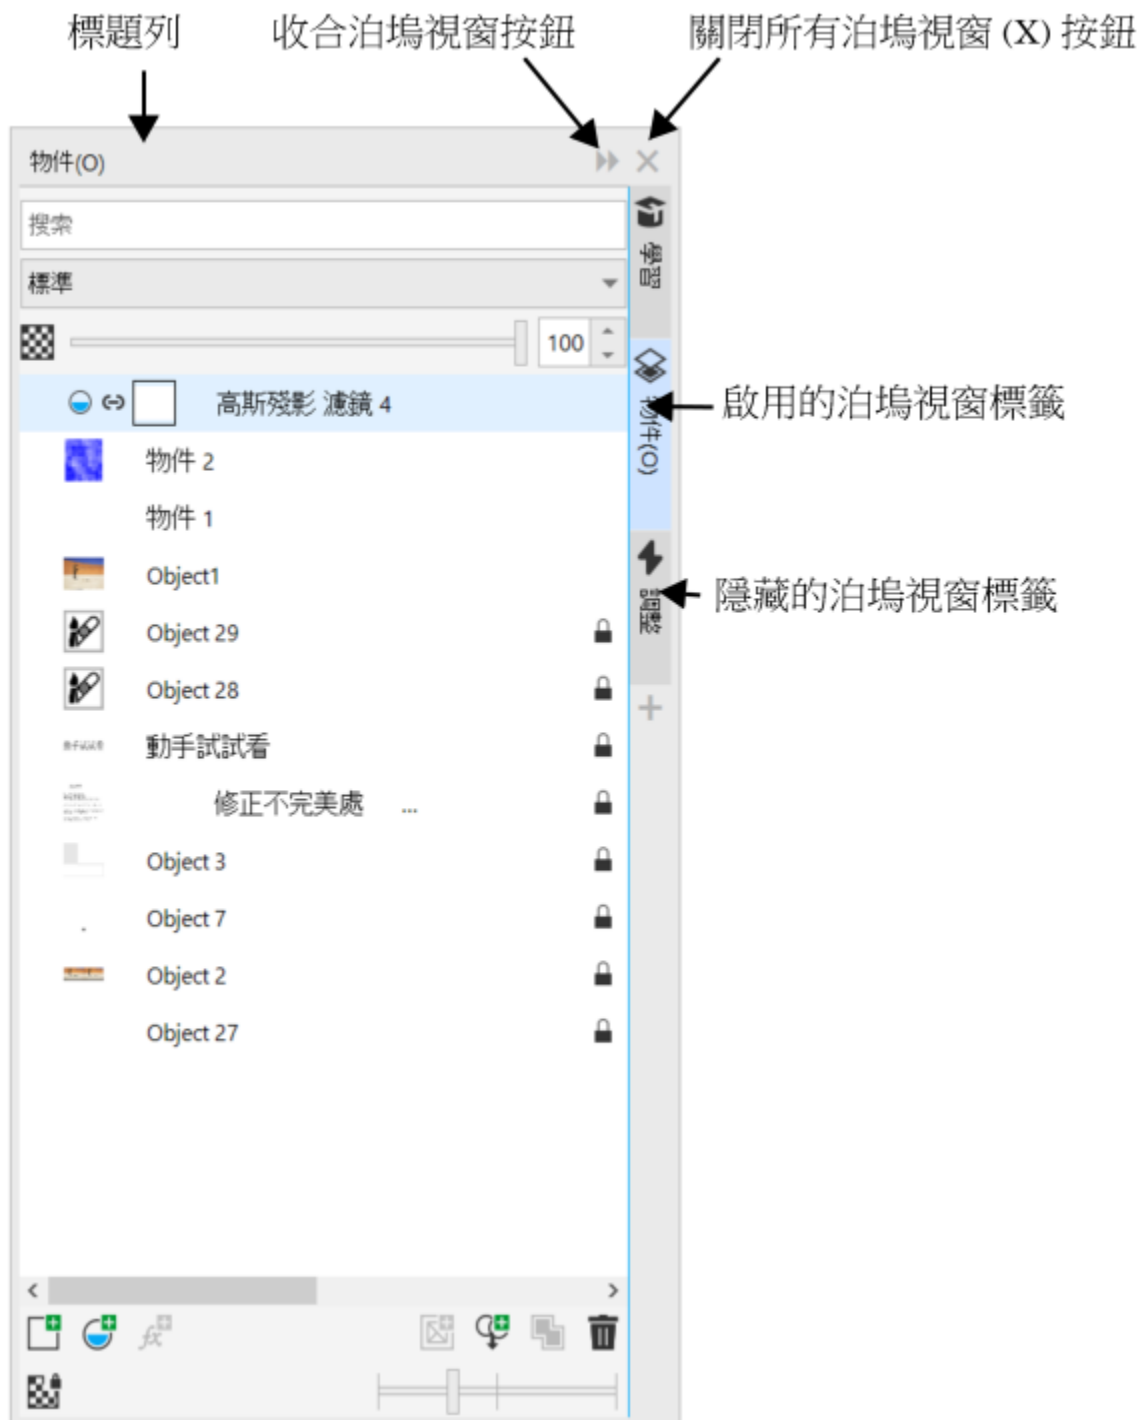 標題列 收合泊塢視窗按鈕 關閉所有泊塢視窗 (X) 按鈕
物件(O)
搜索
學習
標準
100
高斯殘影 濾鏡 4
啟用的泊塢視窗標籤
物件(O)
物件 2
物件 1
Object1
隱藏的泊塢視窗標籤
調整
Object 29
Object 28
動手試試看
修正不完美處 ...
Object 3
Object 7
Object 2
Object 27